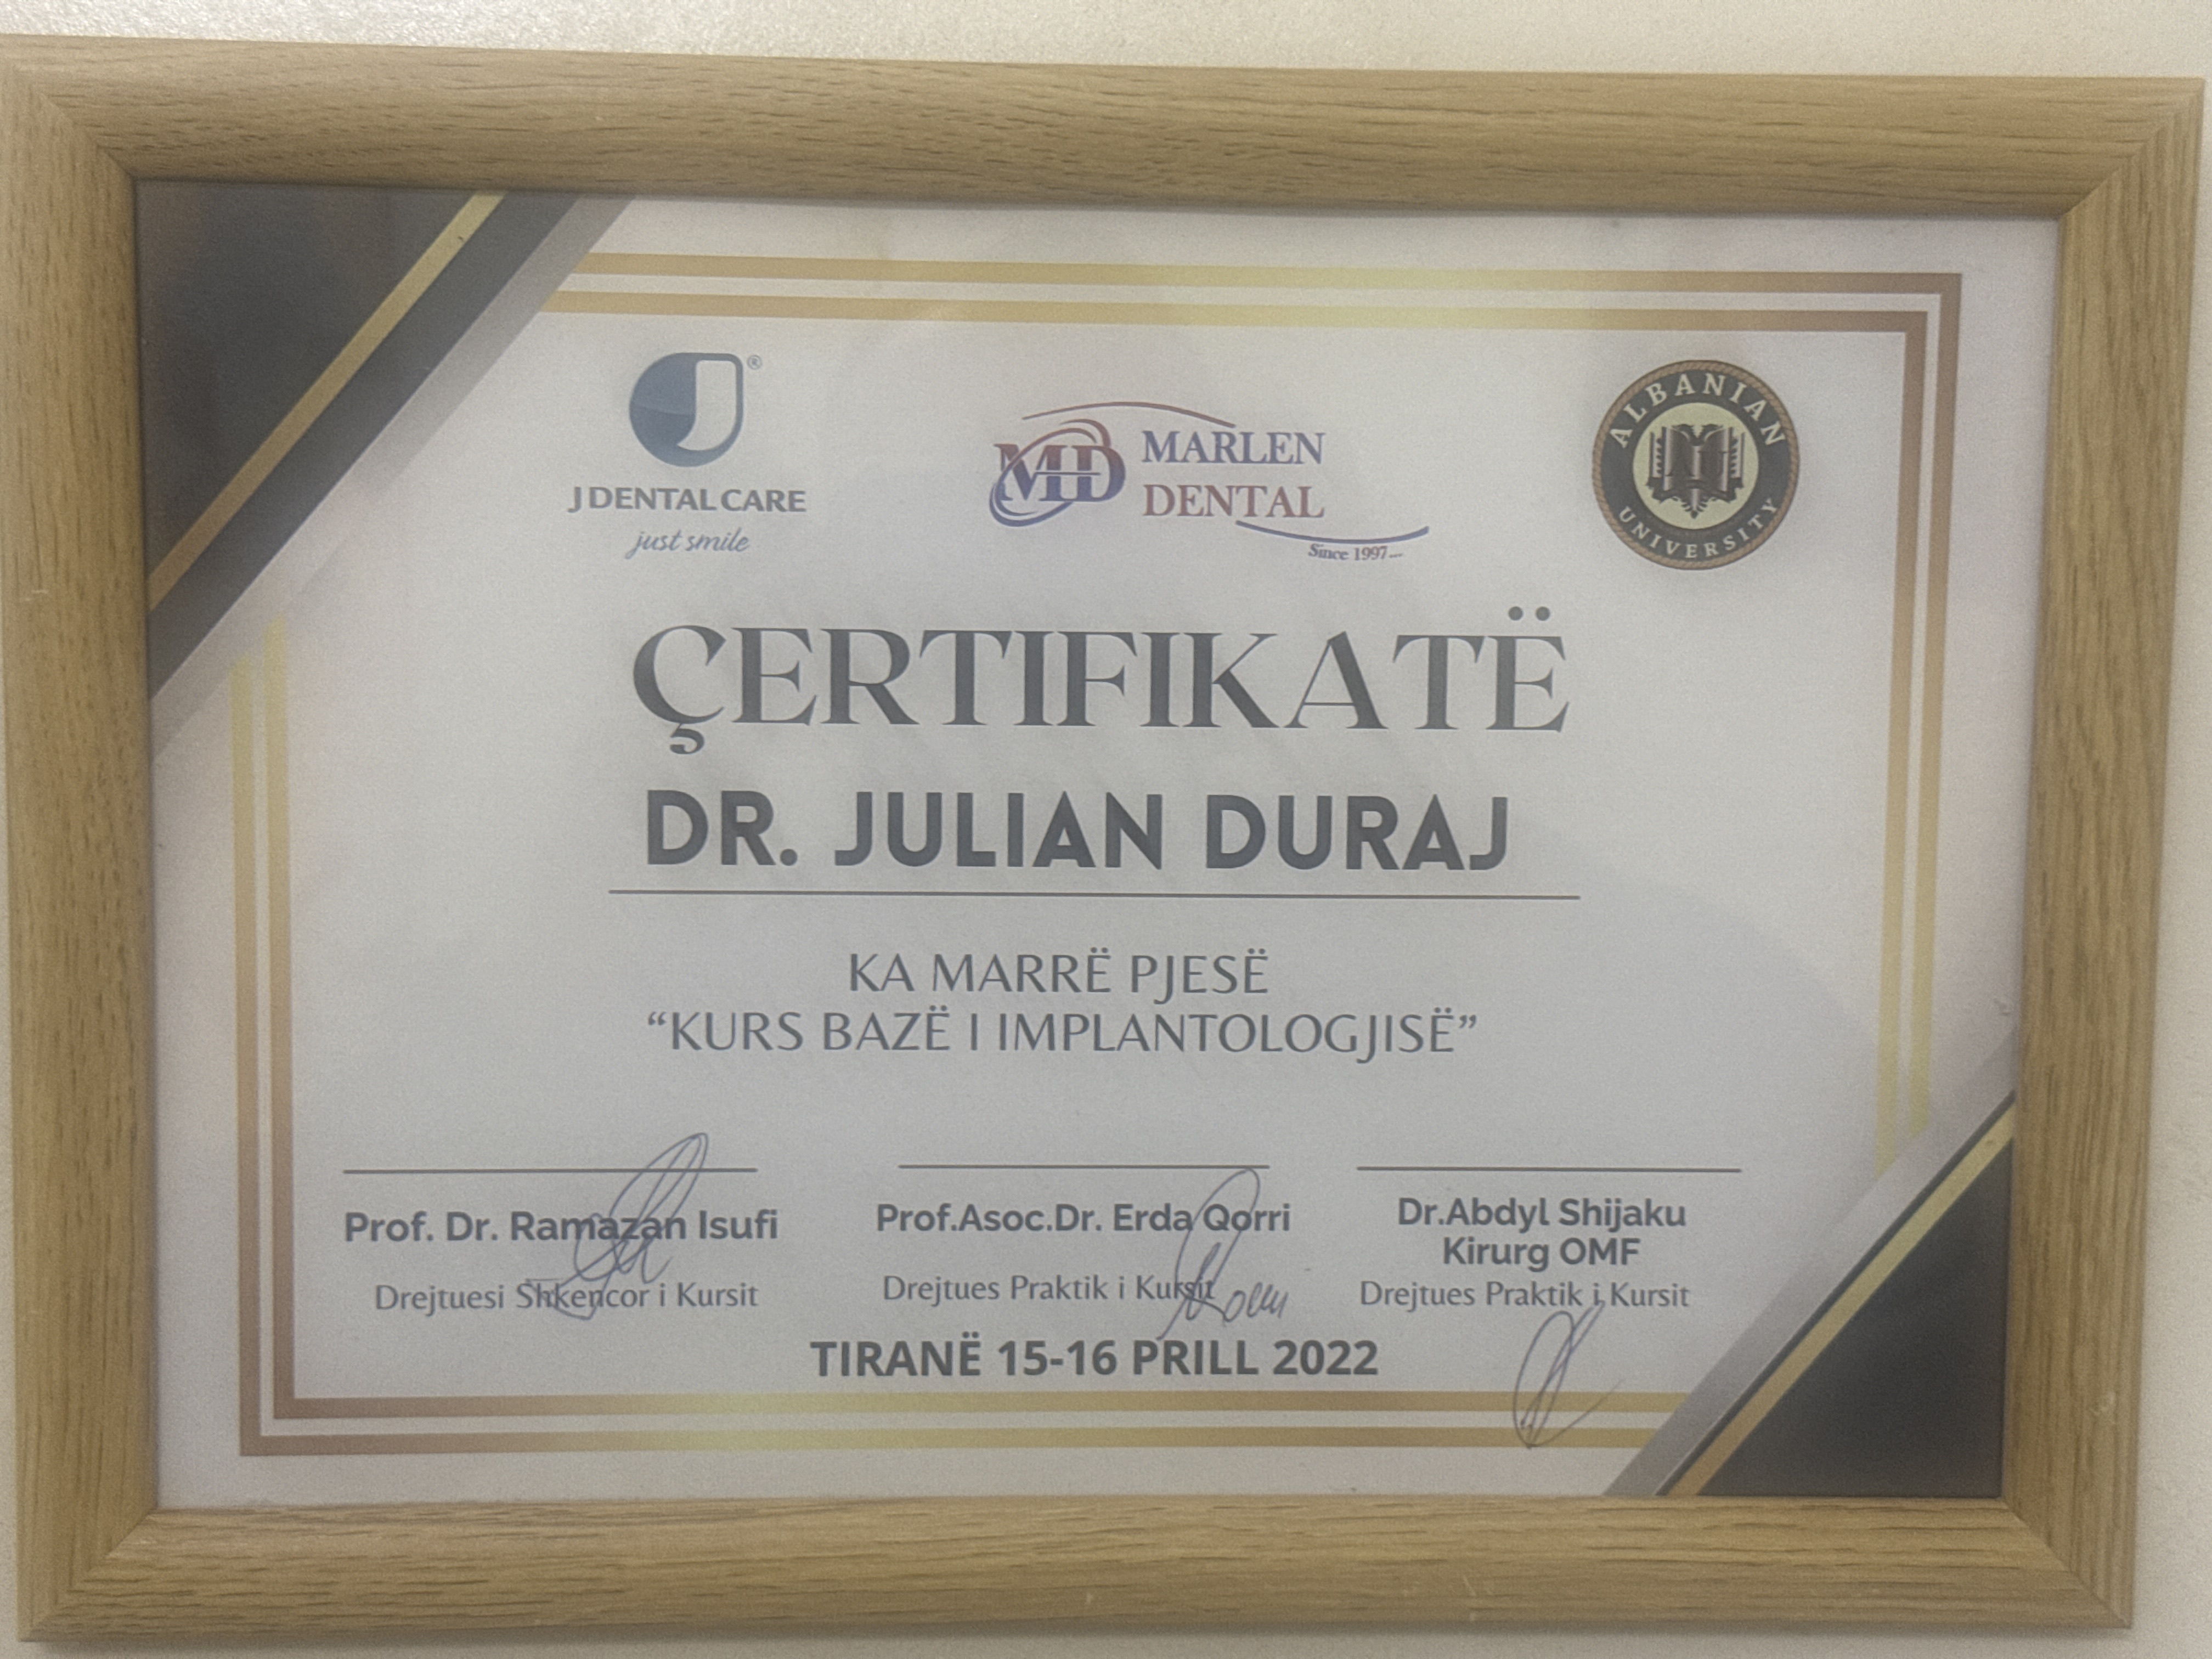 J DENTAL CARE ®
just smile
MD MARLEN
DENTAL
Since 1997...
ALBANIAN
UNIVERSITY
ÇERTIFIKATË
DR. JULIAN DURAJ
KA MARRË PJESË
“KURS BAZË I IMPLANTOLOGJISË”
Prof. Dr. Ramazan Isufi
Drejtuesi Shkencor i Kursit
Prof.Asoc.Dr. Erda Qorri
Drejtues Praktik i Kursit
Dr.Abdyl Shijaku
Kirurg OMF
Drejtues Praktik i Kursit
TIRANË 15-16 PRILL 2022